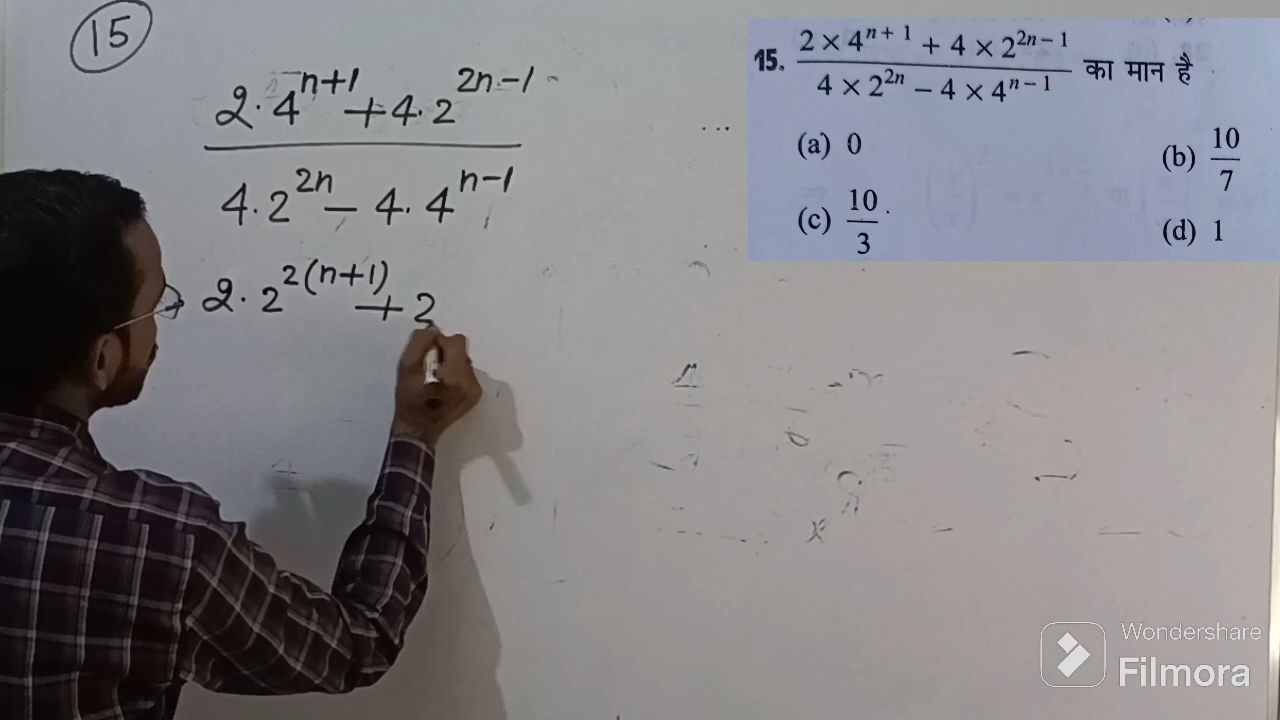 15
2·4^{n+1}+4·2^{2n-1}
4·2^{2n}-4·4^{n-1}
2·2^{2(n+1)}+2
15. \frac{2 × 4^{n+1} + 4 × 2^{2n-1}}{4 × 2^{2n} - 4 × 4^{n-1}} का मान है
(a) 0
(b) 10/7
(c) 10/3
(d) 1
Wondershare
Filmora